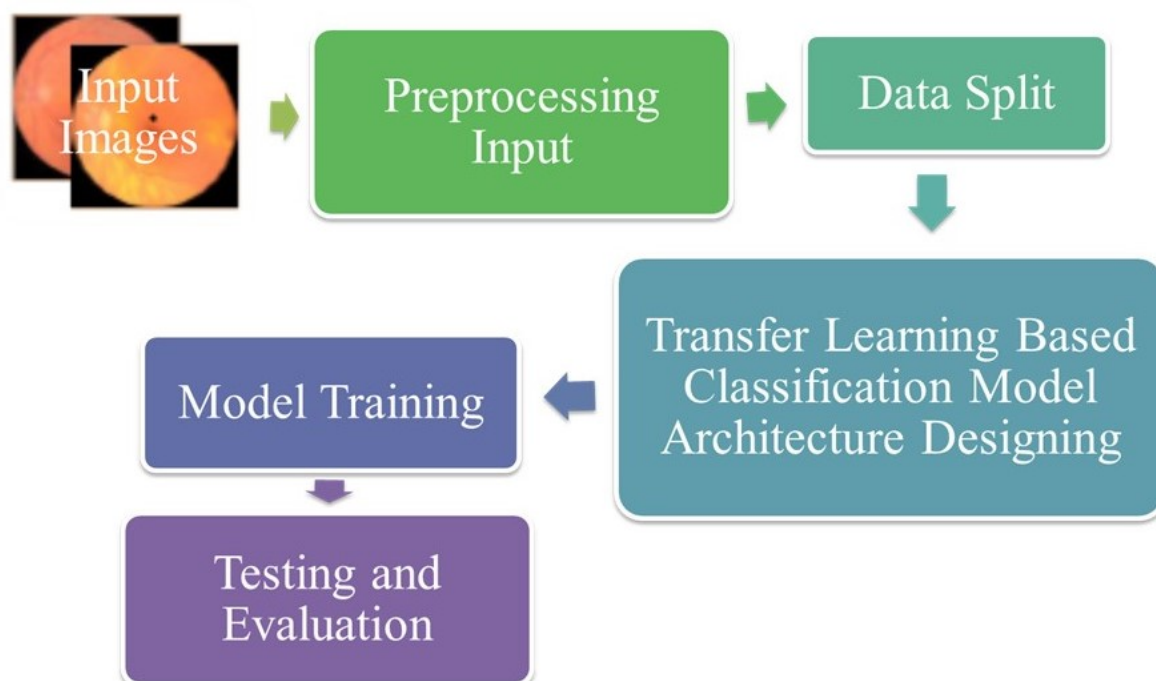 Input
Images
Preprocessing
Input
Data Split
Transfer Learning Based
Classification Model
Architecture Designing
Model Training
Testing and
Evaluation